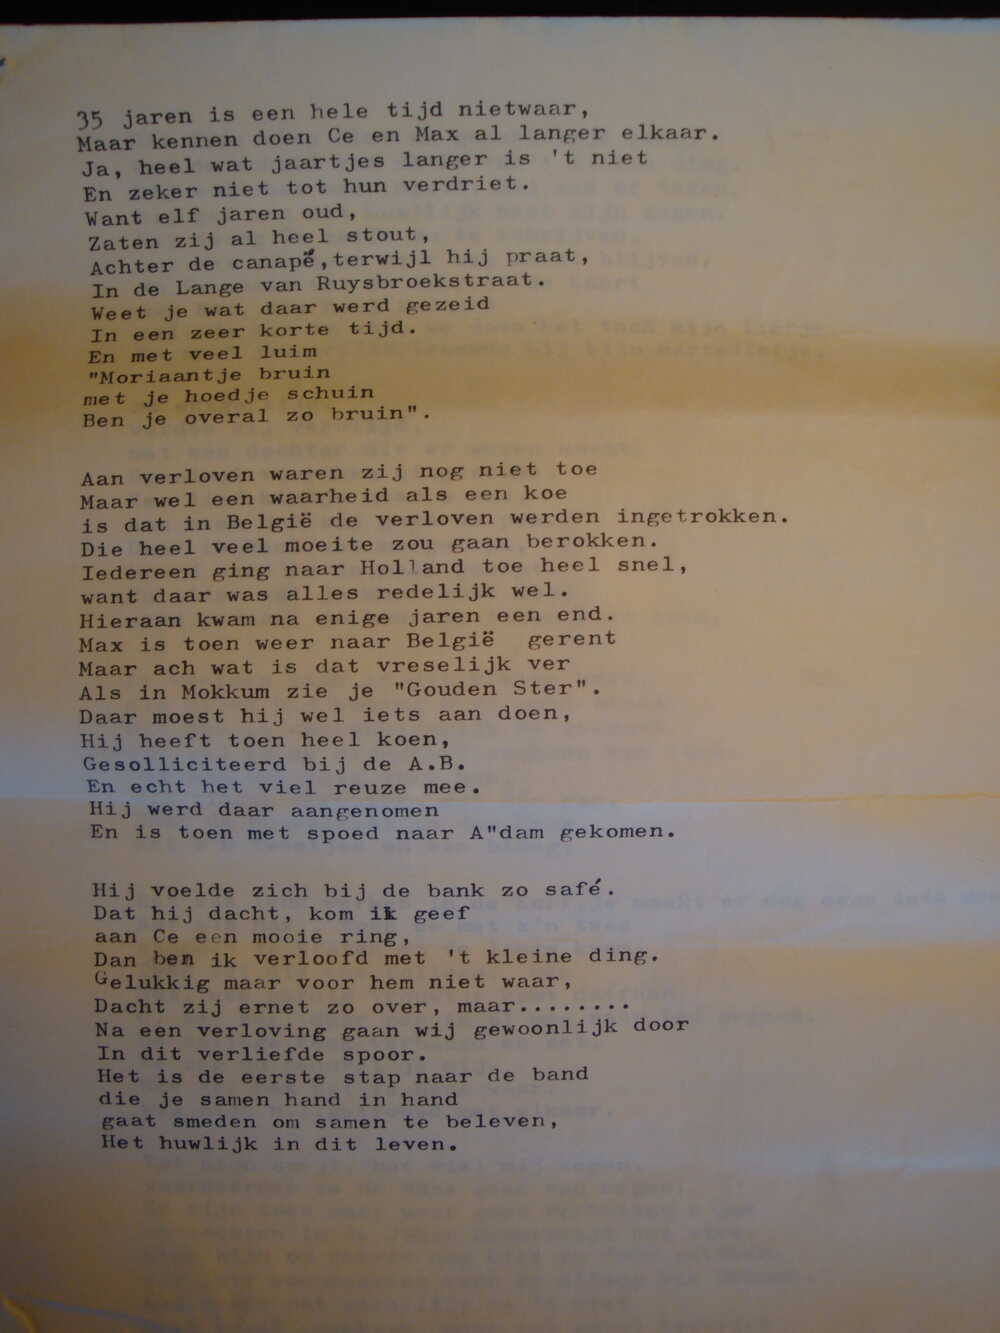 35 jaren is een hele tijd nietwaar,
Maar kennen doen Ce en Max al langer elkaar.
Ja, heel wat jaartjes langer is 't niet
En zeker niet tot hun verdriet.
Want elf jaren oud,
Zaten zij al heel stout,
Achter de canapé,terwijl hij praat,
In de Lange van Ruysbroekstraat.
Weet je wat daar werd gezeid
In een zeer korte tijd.
En met veel luim
"Moriaantje bruin
met je hoedje schuin
Ben je overal zo bruin".
Aan verloven waren zij nog niet toe
Maar wel een waarheid als een koe
is dat in België de verloven werden ingetrokken.
Die heel veel moeite zou gaan berokken.
Iedereen ging naar Holland toe heel snel,
want daar was alles redelijk wel.
Hieraan kwam na enige jaren een end.
Max is toen weer naar België gerent
Maar ach wat is dat vreselijk ver
Als in Mokkum zie je "Gouden Ster".
Daar moest hij wel iets aan doen,
Hij heeft toen heel koen,
Gesolliciteerd bij de A.B.
En echt het viel reuze mee.
Hij werd daar aangenomen
En is toen met spoed naar A"dam gekomen.
Hij voelde zich bij de bank zo safé.
Dat hij dacht, kom ik geef
aan Ce een mooie ring,
Dan ben ik verloofd met 't kleine ding.
Gelukkig maar voor hem niet waar,
Dacht zij ernet zo over, maar........
Na een verloving gaan wij gewoonlijk door
In dit verliefde spoor.
Het is de eerste stap naar de band
die je samen hand in hand
gaat smeden om samen te beleven,
Het huwlijk in dit leven.